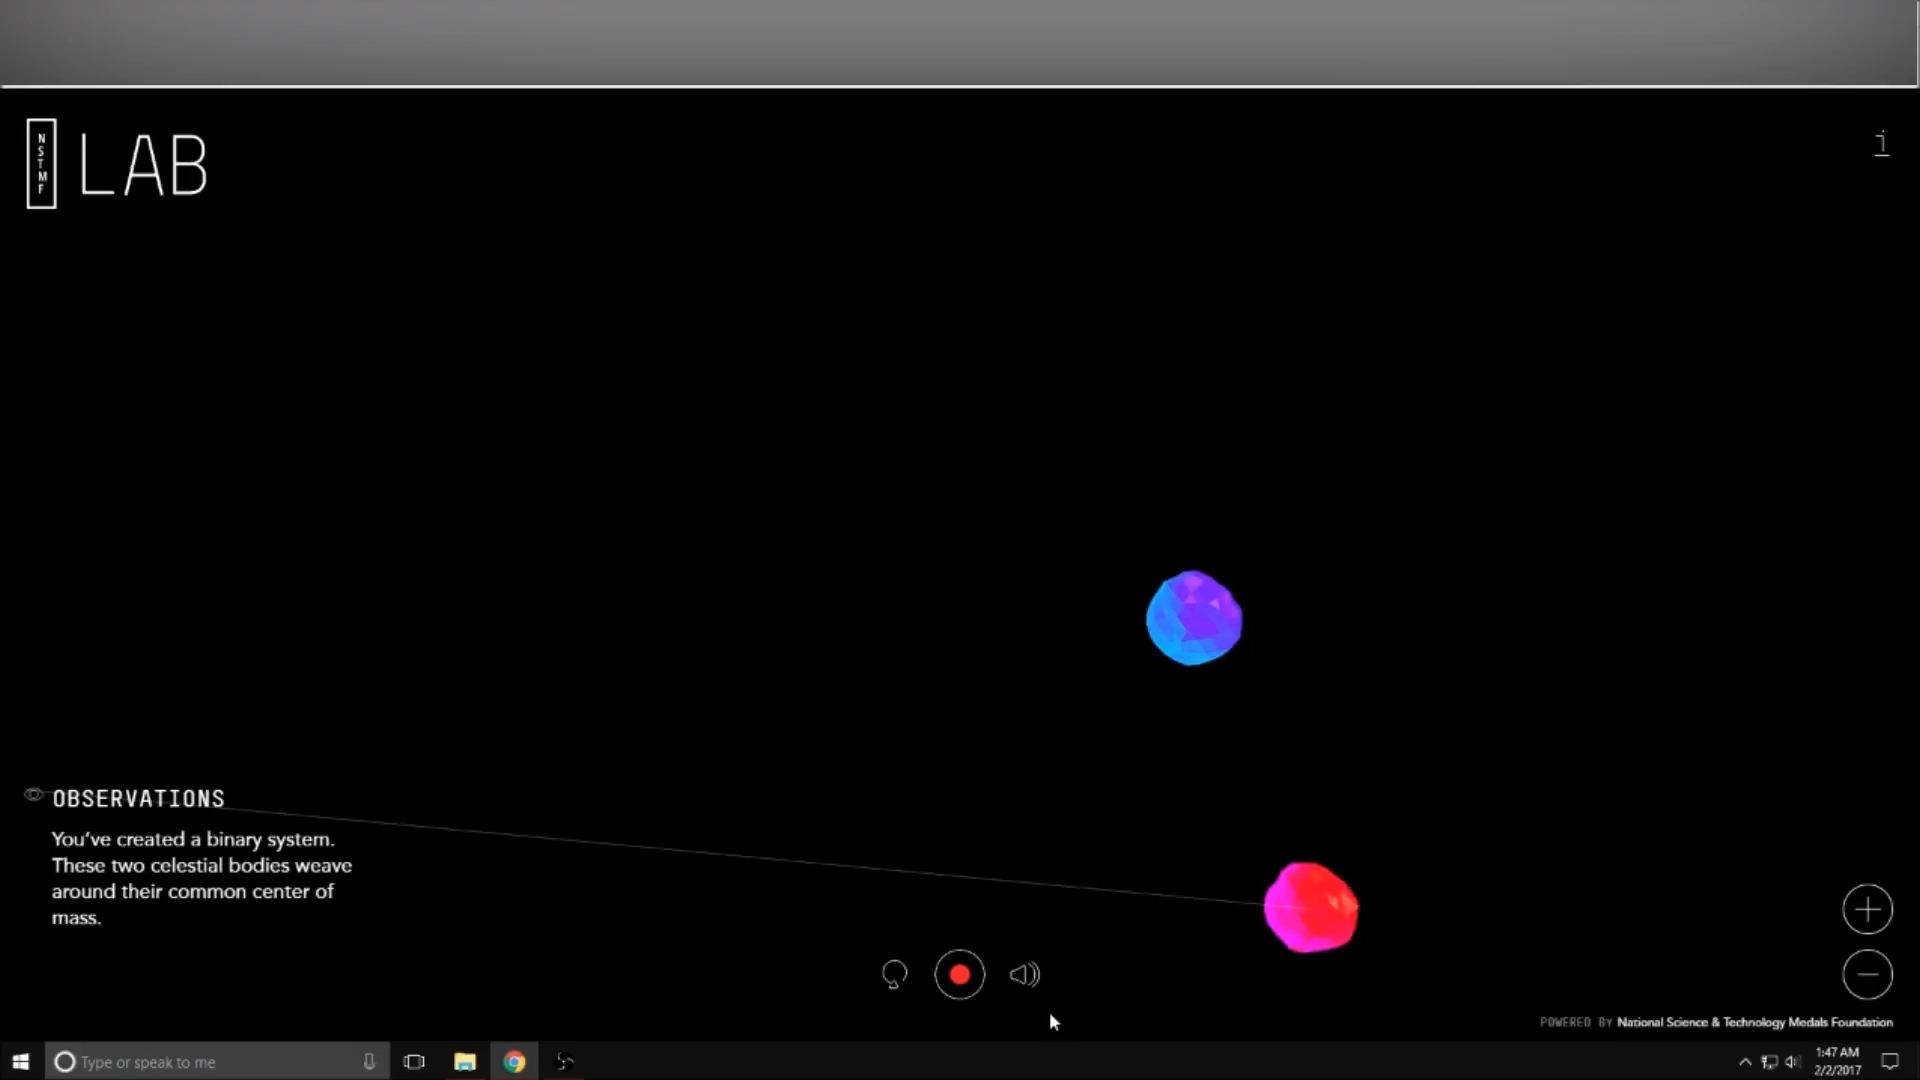 NSTMF
LAB
i
OBSERVATIONS
You've created a binary system.
These two celestial bodies weave
around their common center of
mass.
POWERED BY National Science & Technology Medals Foundation
Type or speak to me
1:47 AM
2/2/2017